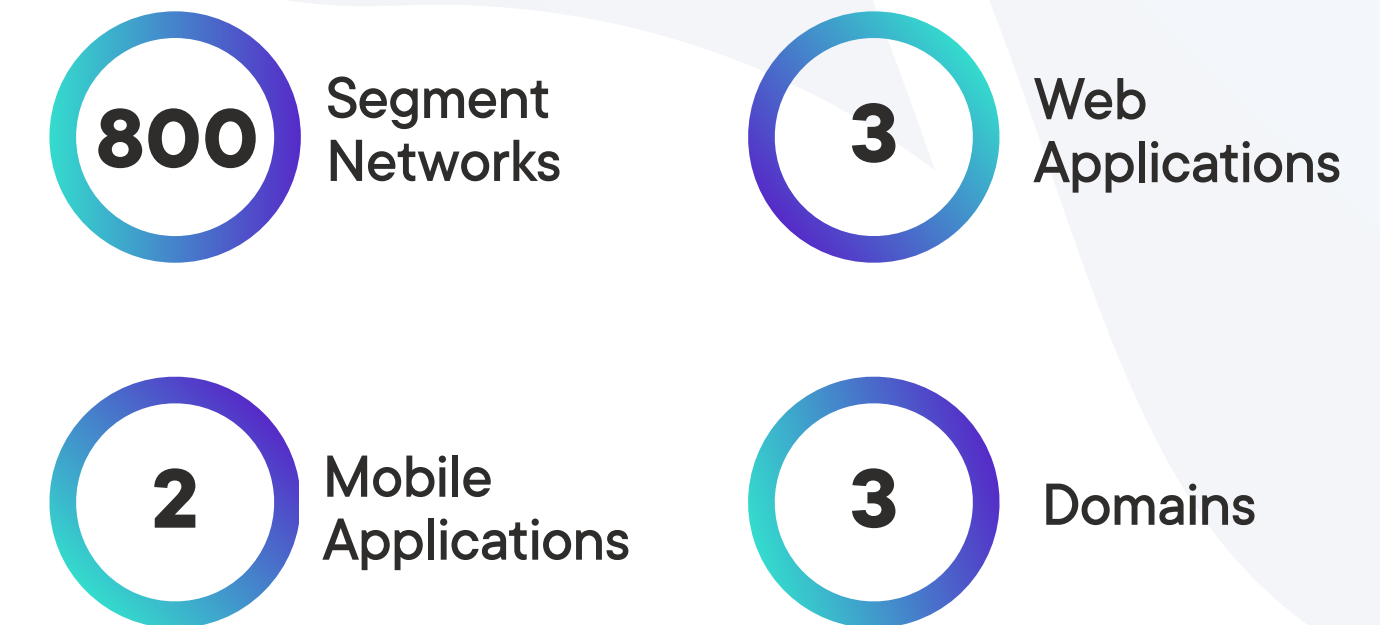 800
Segment
Networks
3
Web
Applications
2
Mobile
Applications
3
Domains